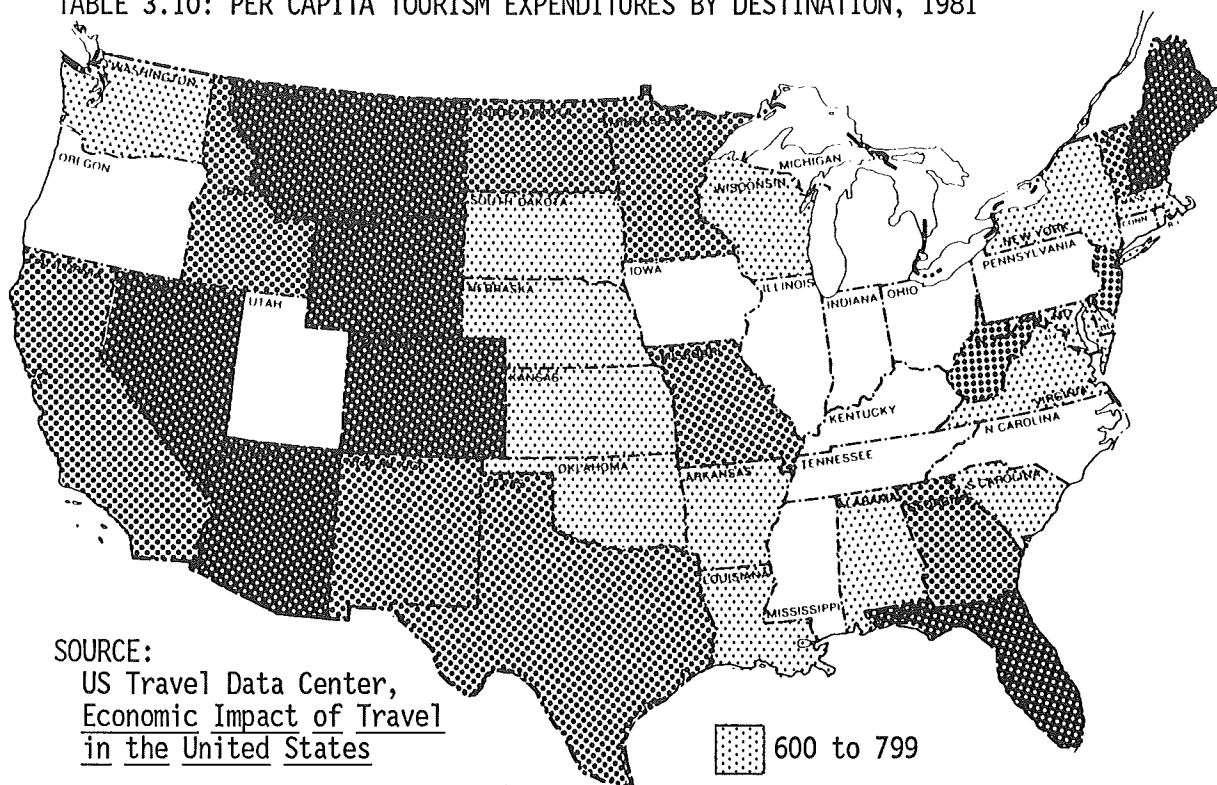 TABLE 3.10: PER CAPITA TOURISM EXPENDITURES BY DESTINATION, 1981
WASHINGTON
OREGON
MICHIGAN
WISCONSIN
SOUTH DAKOTA
MASS
CONN
NEW YORK
PENNSYLVANIA
IOWA
NEBRASKA
ILLINOIS
INDIANA
OHIO
UTAH
KANSAS
VIRGINIA
KENTUCKY
N CAROLINA
TENNESSEE
OKLAHOMA
ARKANSAS
S CAROLINA
ALABAMA
LOUISIANA
MISSISSIPPI
SOURCE:
US Travel Data Center,
Economic Impact of Travel
in the United States
600 to 799